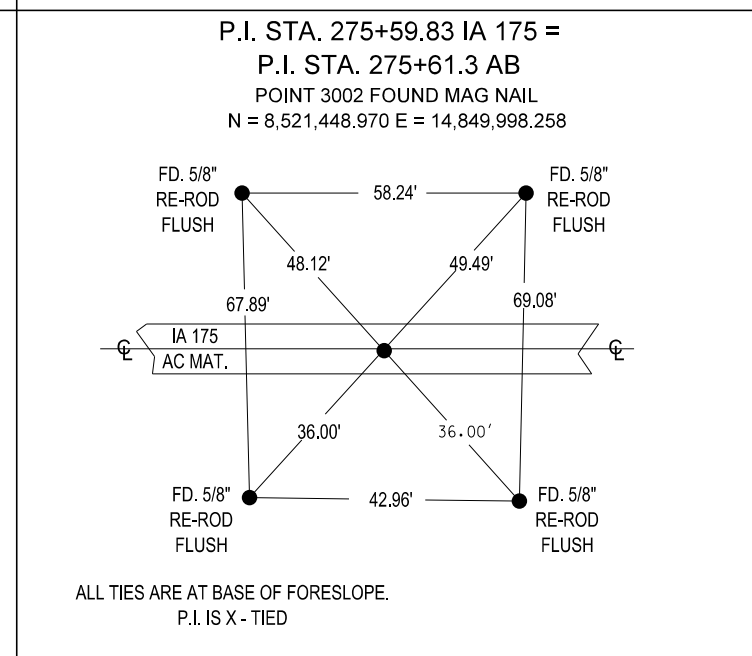 P.I. STA. 275+59.83 IA 175 =
P.I. STA. 275+61.3 AB
POINT 3002 FOUND MAG NAIL
N = 8,521,448.970 E = 14,849,998.258
FD. 5/8"
RE-ROD
FLUSH
58.24'
FD. 5/8"
RE-ROD
FLUSH
48.12'
49.49'
67.89'
69.08'
℄
IA 175
AC MAT.
℄
36.00'
36.00'
FD. 5/8"
RE-ROD
FLUSH
42.96'
FD. 5/8"
RE-ROD
FLUSH
ALL TIES ARE AT BASE OF FORESLOPE.
P.I. IS X - TIED